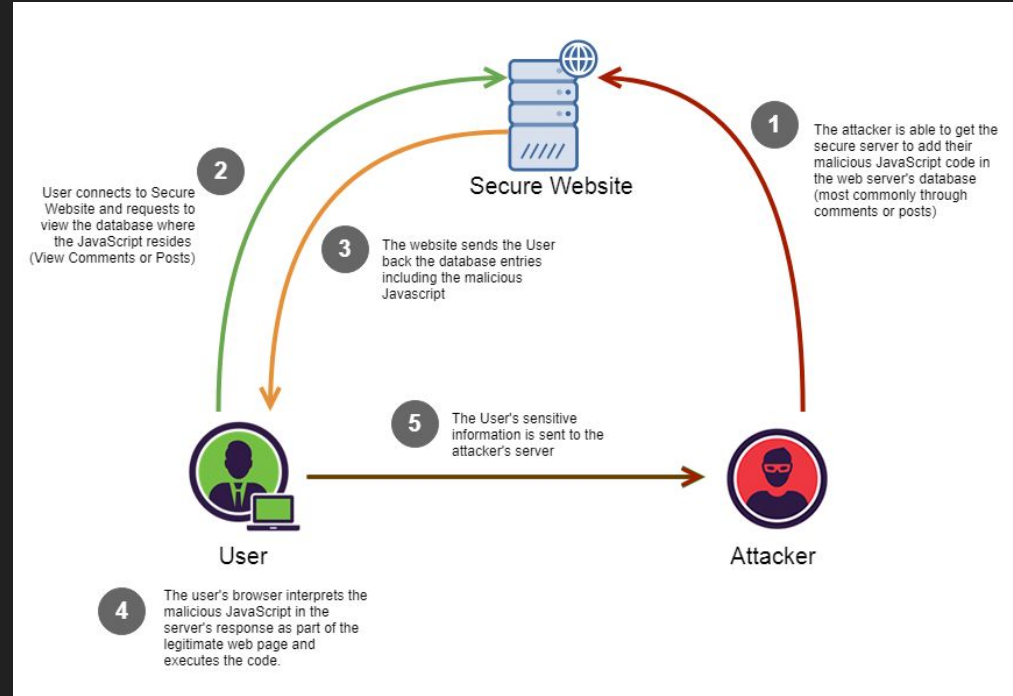 Secure Website
1
The attacker is able to get the
secure server to add their
malicious JavaScript code in
the web server's database
(most commonly through
comments or posts)
2
User connects to Secure
Website and requests to
view the database where
the JavaScript resides
(View Comments or Posts)
3
The website sends the User
back the database entries
including the malicious
Javascript
5
The User's sensitive
information is sent to the
attacker's server
User
Attacker
4
The user's browser interprets the
malicious JavaScript in the
server's response as part of the
legitimate web page and
executes the code.